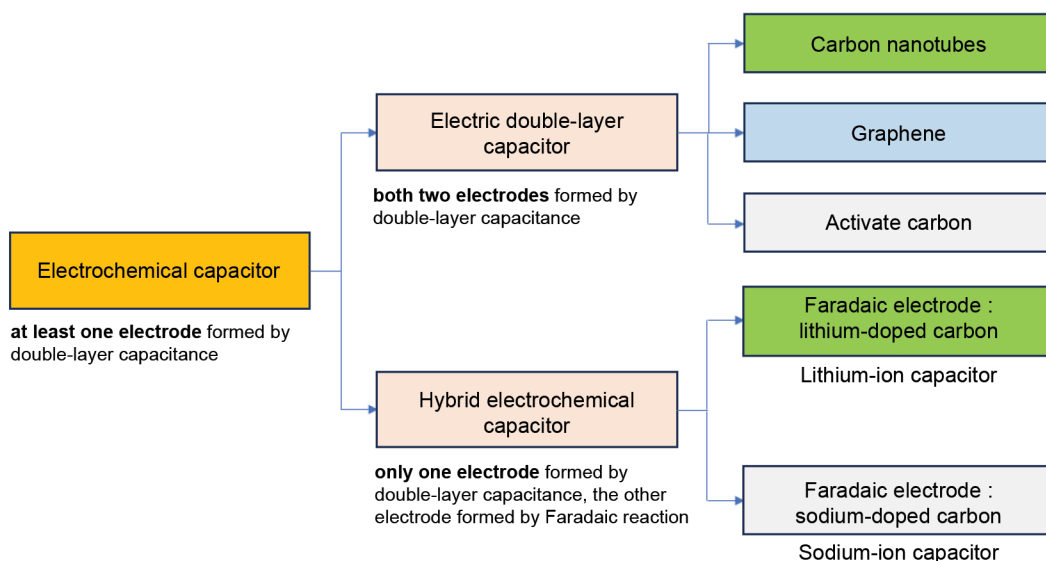 Carbon nanotubes
Electric double-layer
capacitor
Graphene
both two electrodes formed by
double-layer capacitance
Activate carbon
Electrochemical capacitor
at least one electrode formed by
double-layer capacitance
Faradaic electrode :
lithium-doped carbon
Lithium-ion capacitor
Hybrid electrochemical
capacitor
only one electrode formed by
double-layer capacitance, the other
electrode formed by Faradaic reaction
Faradaic electrode :
sodium-doped carbon
Sodium-ion capacitor